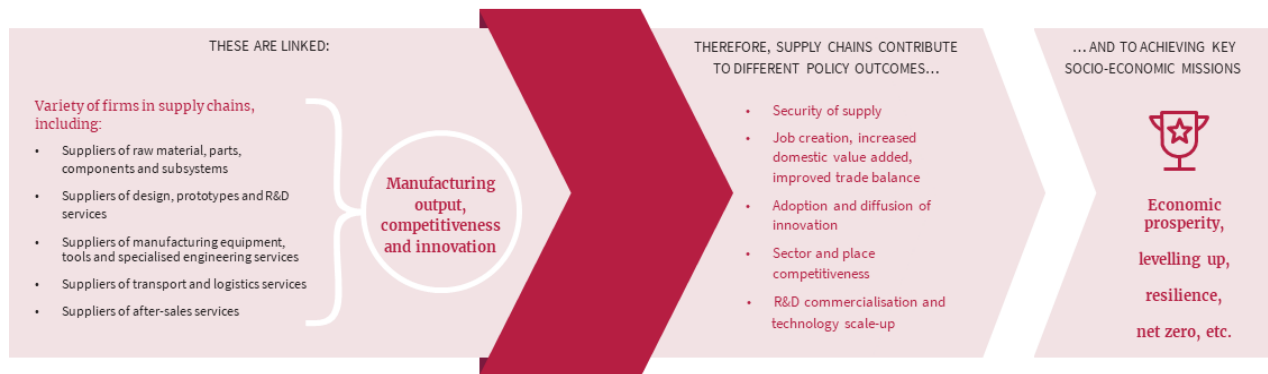 THESE ARE LINKED:
Variety of firms in supply chains,
including:
• Suppliers of raw material, parts,
components and subsystems
• Suppliers of design, prototypes and R&D
services
• Suppliers of manufacturing equipment,
tools and specialised engineering services
• Suppliers of transport and logistics services
• Suppliers of after-sales services
Manufacturing
output,
competitiveness
and innovation
THEREFORE, SUPPLY CHAINS CONTRIBUTE
TO DIFFERENT POLICY OUTCOMES...
• Security of supply
• Job creation, increased
domestic value added,
improved trade balance
• Adoption and diffusion of
innovation
• Sector and place
competitiveness
• R&D commercialisation and
technology scale-up
...AND TO ACHIEVING KEY
SOCIO-ECONOMIC MISSIONS
Economic
prosperity,
levelling up,
resilience,
net zero, etc.